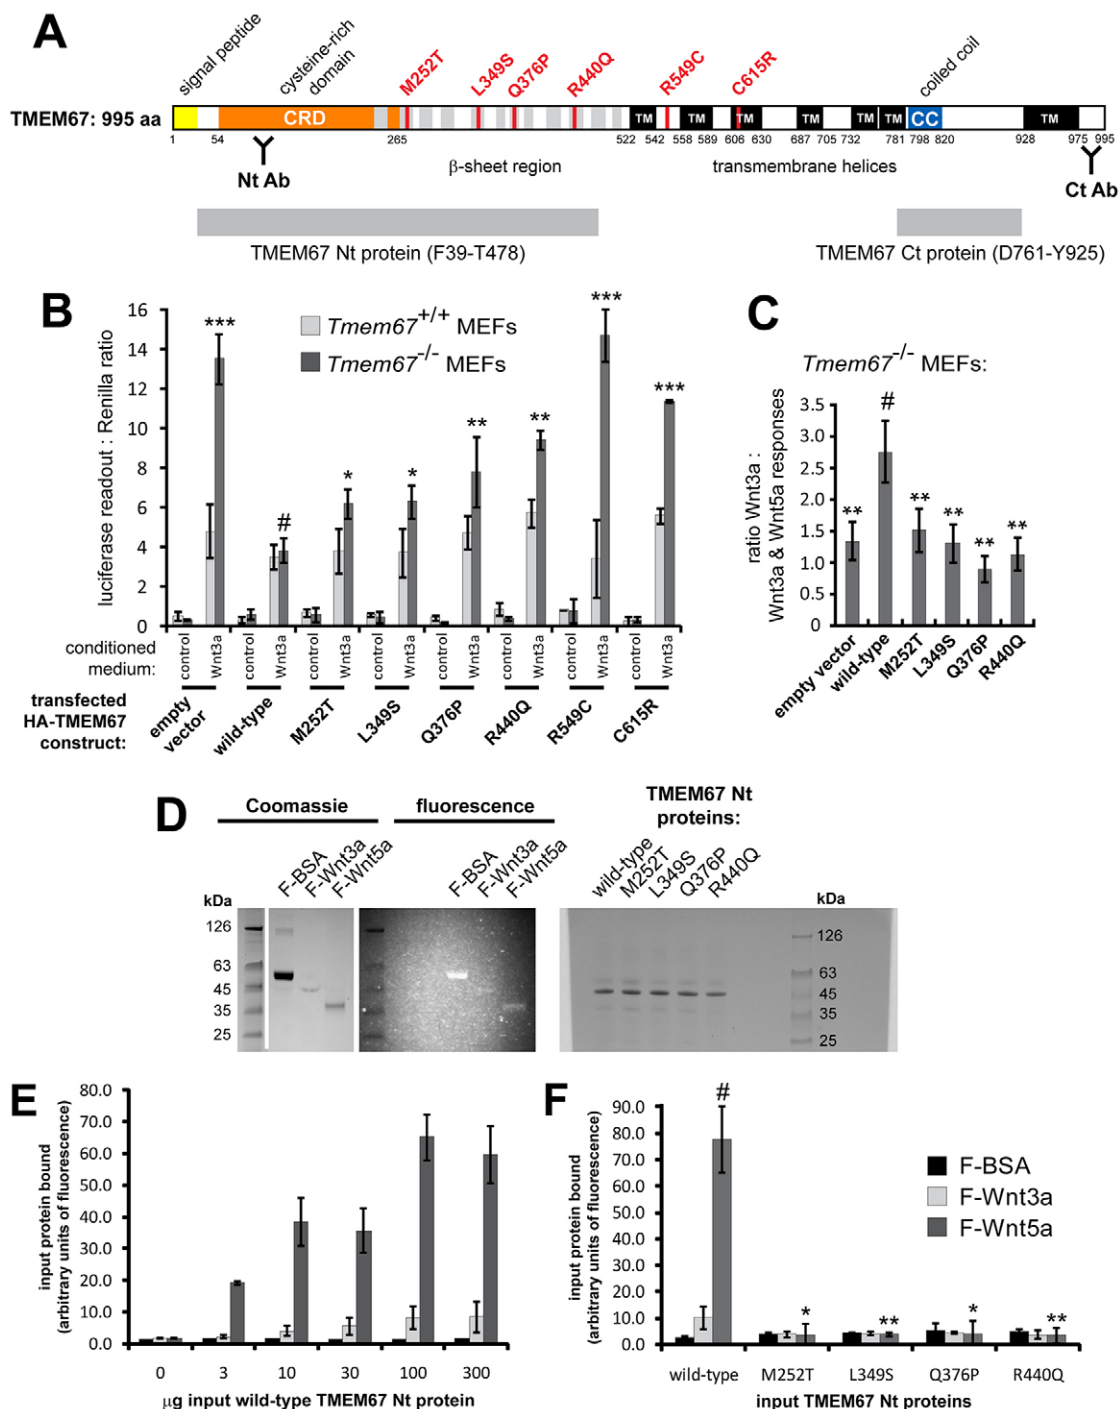 A
signal peptide
cysteine-rich
domain
M252T
L349S
Q376P
R440Q
R549C
C615R
coiled coil
TMEM67: 995 aa
CRD
TM
TM
TM
TM
TM
TM
CC
TM
1
54
265
522
542
558
589
606
630
687
705
732
781
798
820
928
975
995
Nt Ab
β-sheet region
transmembrane helices
Ct Ab
TMEM67 Nt protein (F39-T478)
TMEM67 Ct protein (D761-Y925)
B
luciferase readout : Renilla ratio
16
14
12
10
8
6
4
2
0
Tmem67+/+ MEFs
Tmem67-/- MEFs
***
#
*
*
**
**
***
***
conditioned
medium:
control
Wnt3a
control
Wnt3a
control
Wnt3a
control
Wnt3a
control
Wnt3a
control
Wnt3a
control
Wnt3a
control
Wnt3a
transfected
HA-TMEM67
construct:
empty
vector
wild-type
M252T
L349S
Q376P
R440Q
R549C
C615R
C
Tmem67-/- MEFs:
ratio Wnt3a :
Wnt3a & Wnt5a responses
3.5
3.0
2.5
2.0
1.5
1.0
0.5
0
**
#
**
**
**
**
empty vector
wild-type
M252T
L349S
Q376P
R440Q
D
Coomassie
fluorescence
TMEM67 Nt
proteins:
F-BSA
F-Wnt3a
F-Wnt5a
F-BSA
F-Wnt3a
F-Wnt5a
wild-type
M252T
L349S
Q376P
R440Q
kDa
126
63
45
35
25
kDa
126
63
45
35
25
E
input protein bound
(arbitrary units of fluorescence)
80.0
70.0
60.0
50.0
40.0
30.0
20.0
10.0
0.0
0
3
10
30
100
300
µg input wild-type TMEM67 Nt protein
F
input protein bound
(arbitrary units of fluorescence)
90.0
80.0
70.0
60.0
50.0
40.0
30.0
20.0
10.0
0.0
#
*
**
*
**
F-BSA
F-Wnt3a
F-Wnt5a
wild-type
M252T
L349S
Q376P
R440Q
input TMEM67 Nt proteins